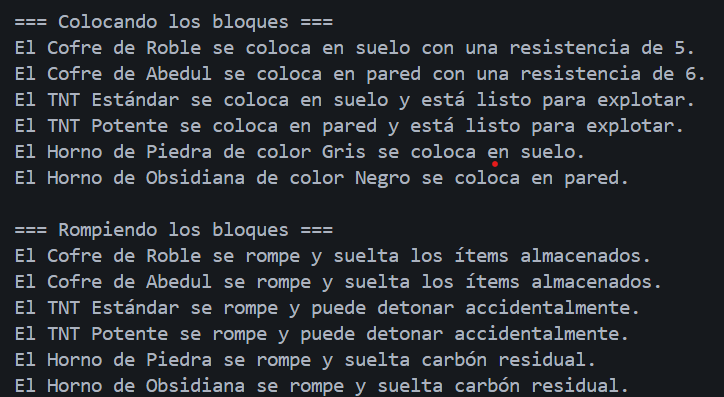 === Colocando los bloques ===
El Cofre de Roble se coloca en suelo con una resistencia de 5.
El Cofre de Abedul se coloca en pared con una resistencia de 6.
El TNT Estándar se coloca en suelo y está listo para explotar.
El TNT Potente se coloca en pared y está listo para explotar.
El Horno de Piedra de color Gris se coloca en suelo.
El Horno de Obsidiana de color Negro se coloca en pared.
=== Rompiendo los bloques ===
El Cofre de Roble se rompe y suelta los ítems almacenados.
El Cofre de Abedul se rompe y suelta los ítems almacenados.
El TNT Estándar se rompe y puede detonar accidentalmente.
El TNT Potente se rompe y puede detonar accidentalmente.
El Horno de Piedra se rompe y suelta carbón residual.
El Horno de Obsidiana se rompe y suelta carbón residual.